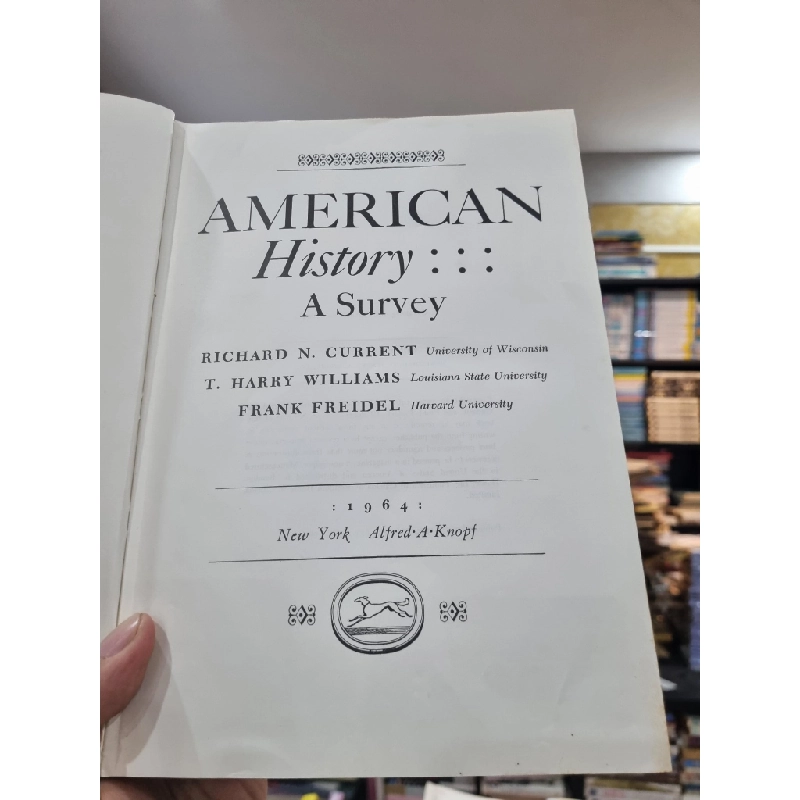 AMERICAN
History : : :
A Survey
RICHARD N. CURRENT University of Wisconsin
T. HARRY WILLIAMS Louisiana State University
FRANK FREIDEL Harvard University
: 1 9 6 4 :
New York Alfred·A·Knopf